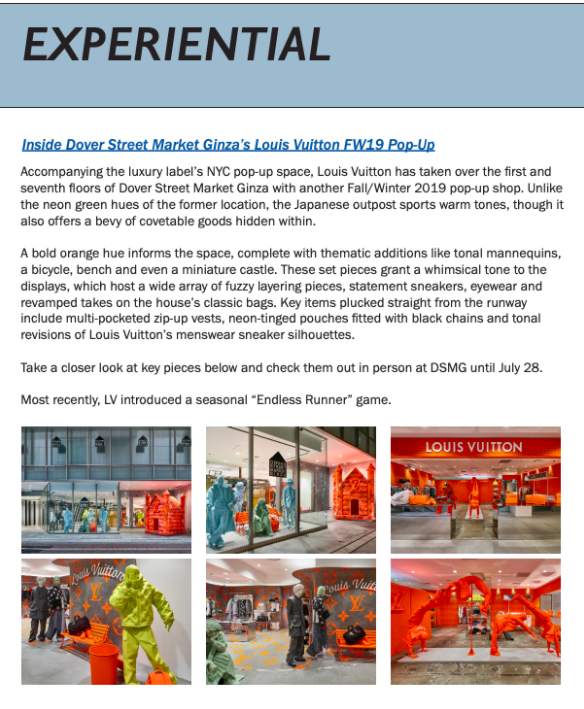 EXPERIENTIAL
Inside Dover Street Market Ginza's Louis Vuitton FW19 Pop-Up
Accompanying the luxury label's NYC pop-up space, Louis Vuitton has taken over the first and
seventh floors of Dover Street Market Ginza with another Fall/Winter 2019 pop-up shop. Unlike
the neon green hues of the former location, the Japanese outpost sports warm tones, though it
also offers a bevy of covetable goods hidden within.
A bold orange hue informs the space, complete with thematic additions like tonal mannequins,
a bicycle, bench and even a miniature castle. These set pieces grant a whimsical tone to the
displays, which host a wide array of fuzzy layering pieces, statement sneakers, eyewear and
revamped takes on the house's classic bags. Key items plucked straight from the runway
include multi-pocketed zip-up vests, neon-tinged pouches fitted with black chains and tonal
revisions of Louis Vuitton's menswear sneaker silhouettes.
Take a closer look at key pieces below and check them out in person at DSMG until July 28.
Most recently, LV introduced a seasonal “Endless Runner” game.
LOUIS VUITTON
Louis Vuitton
Louis Vuitt